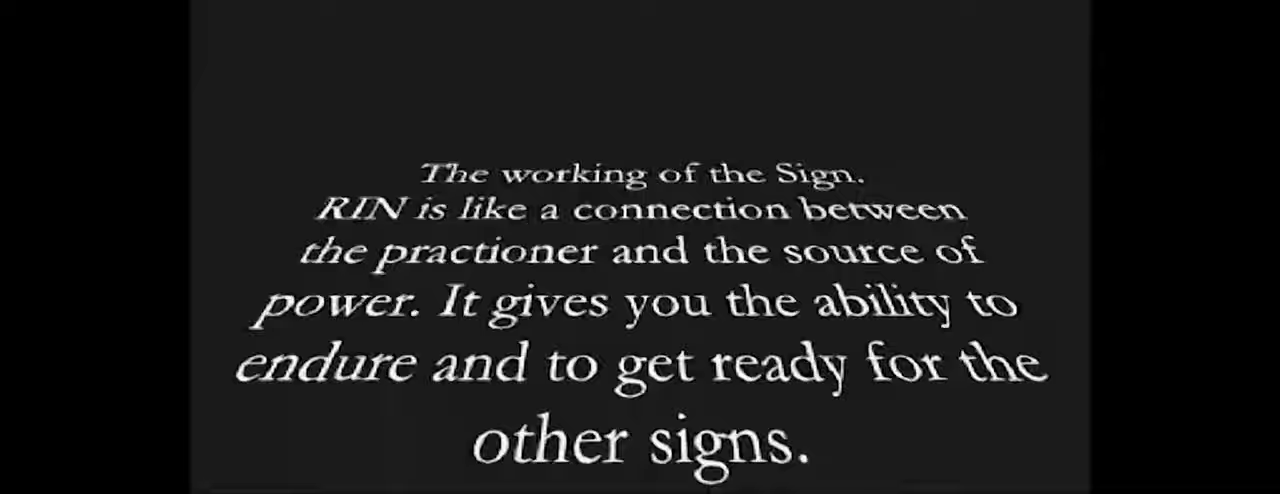 The working of the Sign.
RIN is like a connection between
the practioner and the source of
power. It gives you the ability to
endure and to get ready for the
other signs.